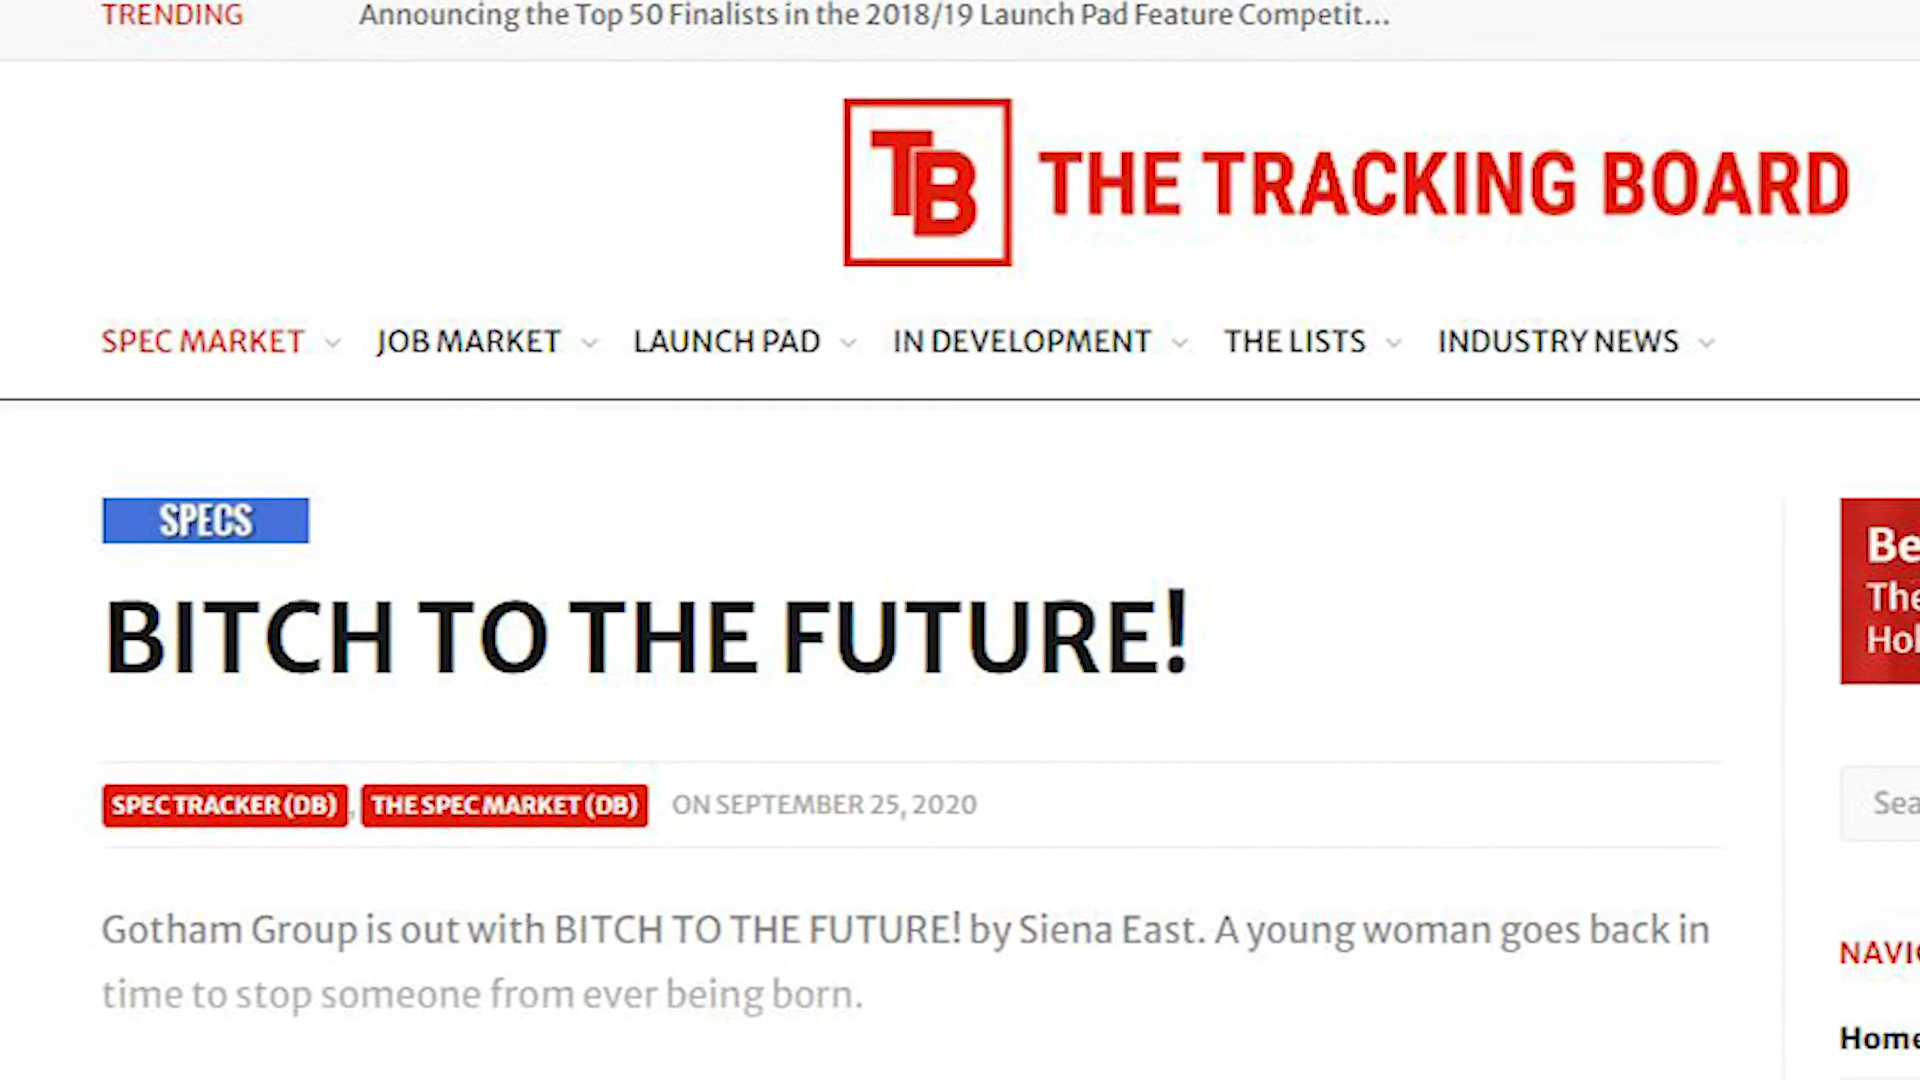 TRENDING Announcing the Top 50 Finalists in the 2018/19 Launch Pad Feature Competit...
TB THE TRACKING BOARD
SPEC MARKET JOB MARKET LAUNCH PAD IN DEVELOPMENT THE LISTS INDUSTRY NEWS
SPECS
BITCH TO THE FUTURE!
SPEC TRACKER (DB), THE SPEC MARKET (DB) ON SEPTEMBER 25, 2020
Gotham Group is out with BITCH TO THE FUTURE! by Siena East. A young woman goes back in
time to stop someone from ever being born.
Be
The
Hol
Sea
NAVI
Home